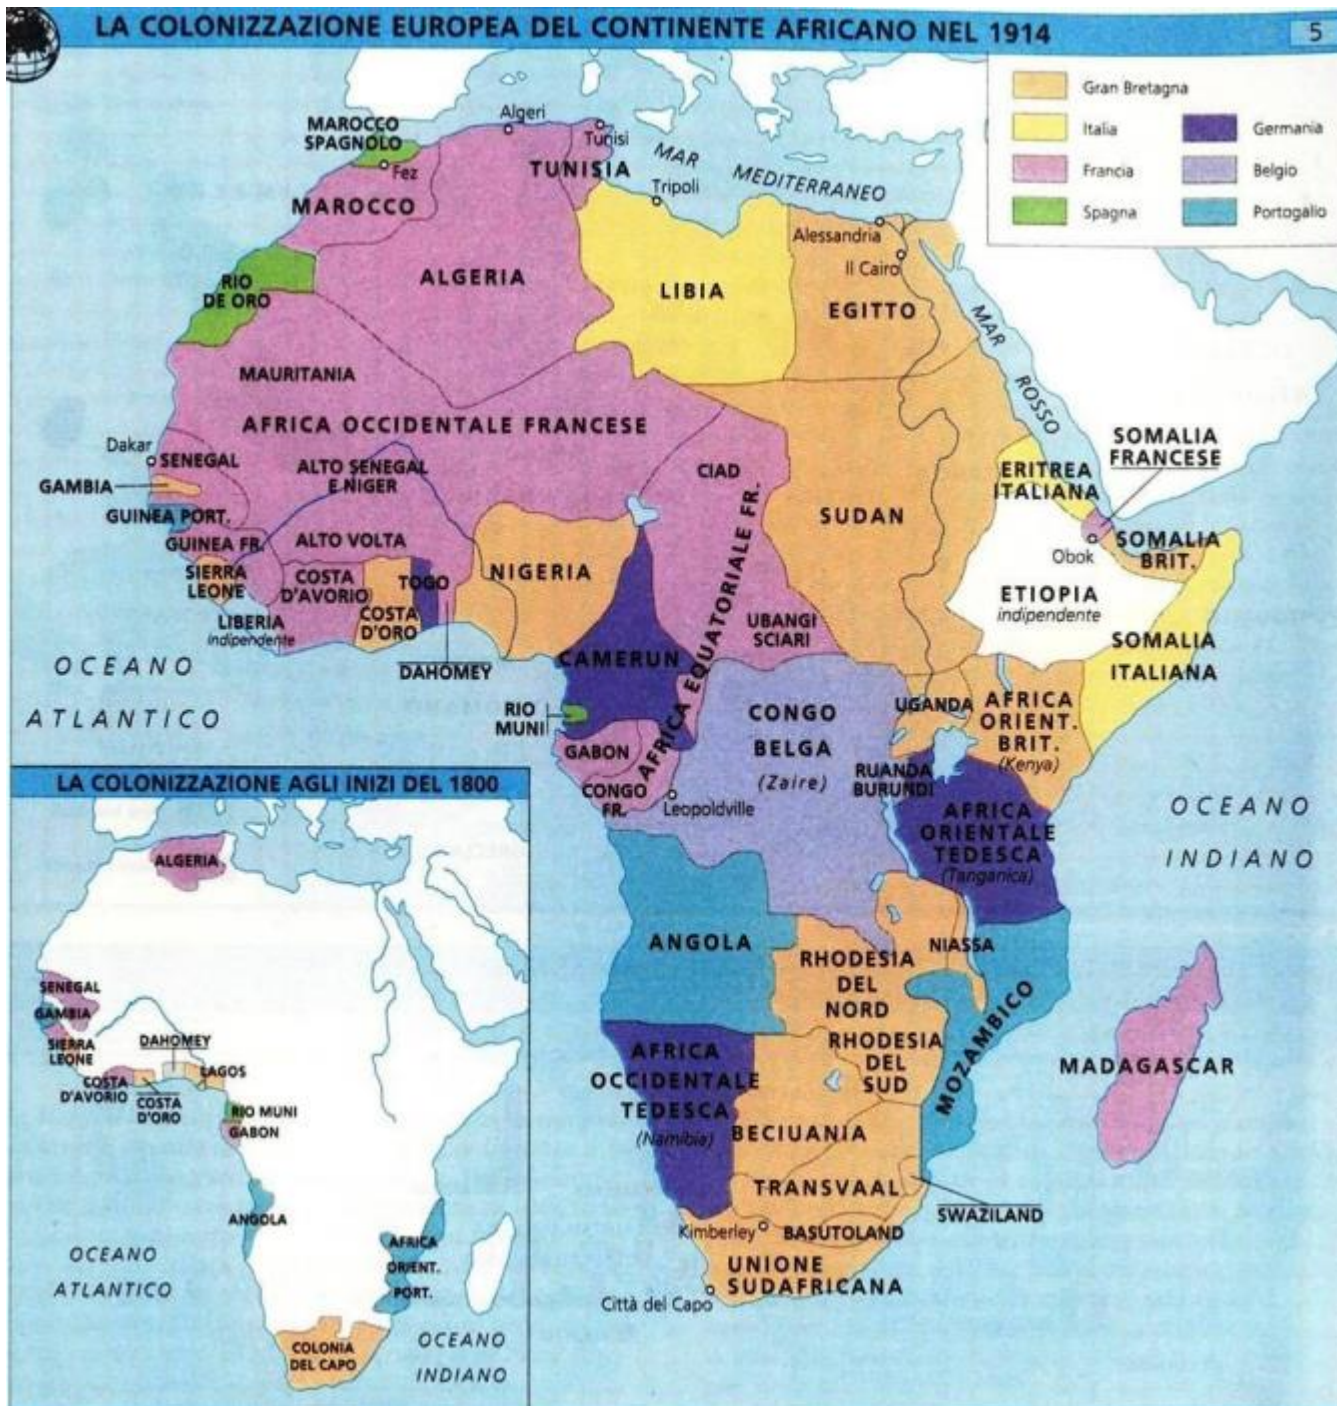 LA COLONIZZAZIONE EUROPEA DEL CONTINENTE AFRICANO NEL 1914
5
Gran Bretagna
Italia
Germania
Francia
Belgio
Spagna
Portogallo
MAROCCO
SPAGNOLO
Algeri
Tunisi
Fez
TUNISIA
MAR
MEDITERRANEO
Tripoli
MAROCCO
Alessandria
Il Cairo
RIO
DE ORO
ALGERIA
LIBIA
EGITTO
MAR
ROSSO
MAURITANIA
AFRICA OCCIDENTALE FRANCESE
Dakar
SENEGAL
ALTO SENEGAL
E NIGER
CIAD
SOMALIA
FRANCESE
ERITREA
ITALIANA
GAMBIA
GUINEA PORT.
SUDAN
GUINEA FR.
ALTO VOLTA
Obok
SOMALIA
BRIT.
SIERRA
LEONE
COSTA
D'AVORIO
TOGO
NIGERIA
ETIOPIA
indipendente
COSTA
D'ORO
LIBERIA
indipendente
UBANGI
SCIARI
AFRICA EQUATORIALE FR.
SOMALIA
ITALIANA
OCEANO
ATLANTICO
DAHOMEY
CAMERUN
RIO
MUNI
GABON
CONGO
FR.
CONGO
BELGA
(Zaire)
Leopoldville
UGANDA
AFRICA
ORIENT.
BRIT.
(Kenya)
RUANDA
BURUNDI
AFRICA
ORIENTALE
TEDESCA
(Tanganica)
OCEANO
INDIANO
ANGOLA
RHODESIA
DEL
NORD
NIASSA
RHODESIA
DEL
SUD
MOZAMBICO
MADAGASCAR
AFRICA
OCCIDENTALE
TEDESCA
(Namibia)
BECIUANIA
TRANSVAAL
SWAZILAND
Kimberley
BASUTOLAND
UNIONE
SUDAFRICANA
Città del Capo
LA COLONIZZAZIONE AGLI INIZI DEL 1800
ALGERIA
SENEGAL
GAMBIA
SIERRA
LEONE
DAHOMEY
LAGOS
COSTA
D'AVORIO
COSTA
D'ORO
RIO MUNI
GABON
ANGOLA
AFRICA
ORIENT.
PORT.
OCEANO
ATLANTICO
COLONIA
DEL CAPO
OCEANO
INDIANO